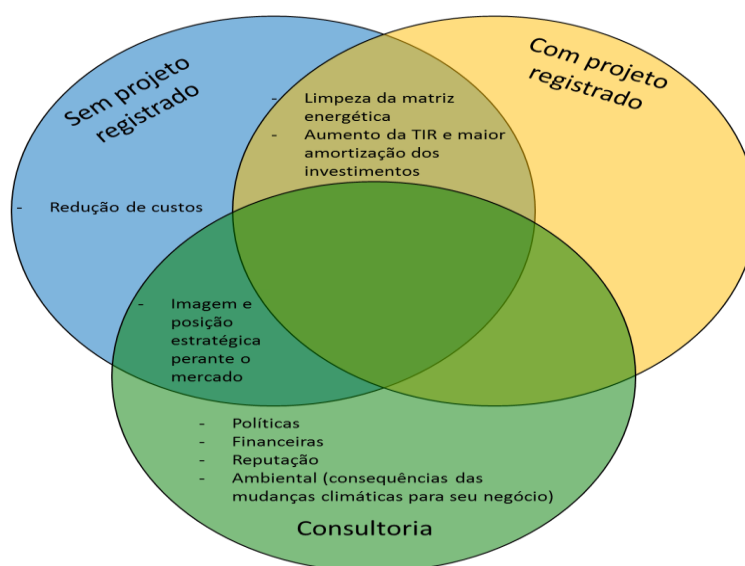 Sem projeto
registrado
Com projeto
registrado
- Limpeza da matriz
energética
- Aumento da TIR e maior
amortização dos
investimentos
- Redução de custos
- Imagem e
posição
estratégica
perante o
mercado
- Políticas
- Financeiras
- Reputação
- Ambiental (consequências das
mudanças climáticas para seu negócio)
Consultoria